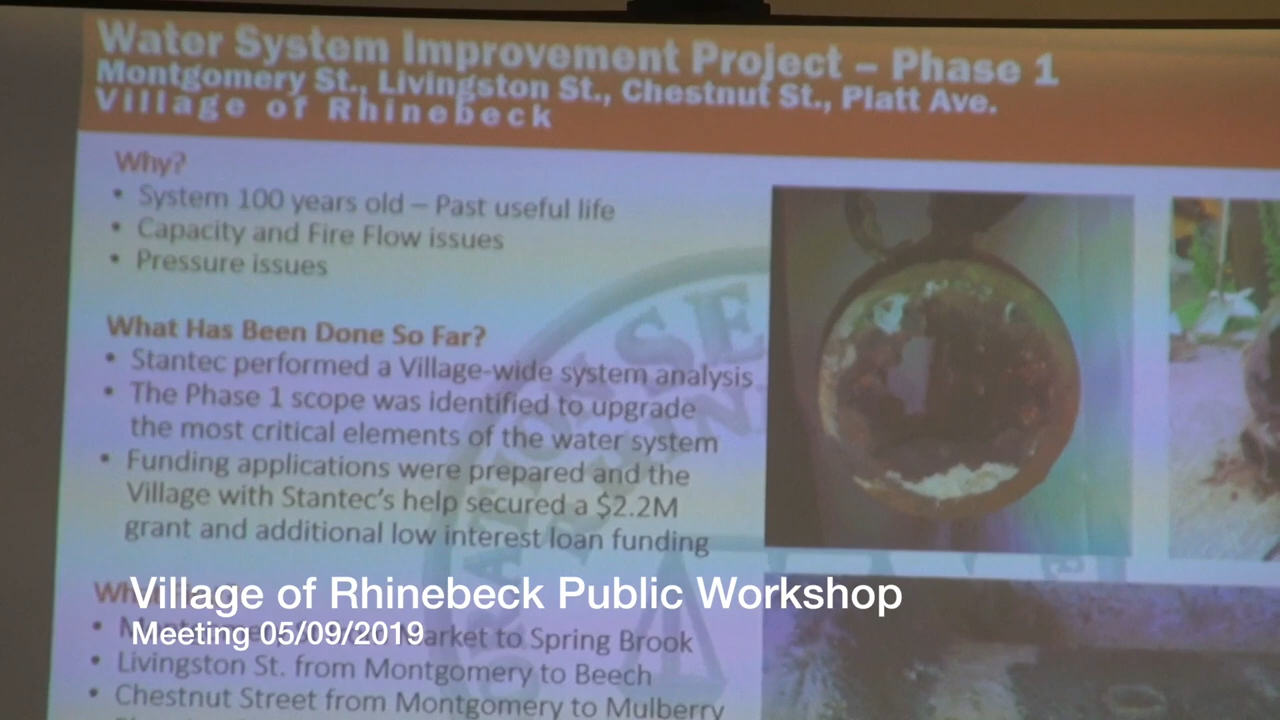 Water System Improvement Project – Phase 1
Montgomery St., Livingston St., Chestnut St., Platt Ave.
Village of Rhinebeck
Why?
• System 100 years old – Past useful life
• Capacity and Fire Flow issues
• Pressure issues
What Has Been Done So Far?
• Stantec performed a Village-wide system analysis
• The Phase 1 scope was identified to upgrade
the most critical elements of the water system
• Funding applications were prepared and the
Village with Stantec's help secured a $2.2M
grant and additional low interest loan funding
Village of Rhinebeck Public Workshop
Meeting 05/09/2019
Market to Spring Brook
• Livingston St. from Montgomery to Beech
• Chestnut Street from Montgomery to Mulberry